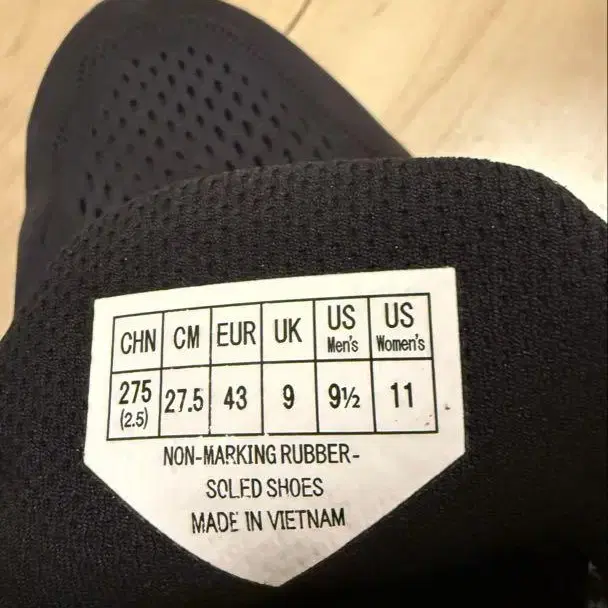 CHN CM EUR UK US Men's US Women's
275 (2.5) 27.5 43 9 9½ 11
NON-MARKING RUBBER-
SOLED SHOES
MADE IN VIETNAM